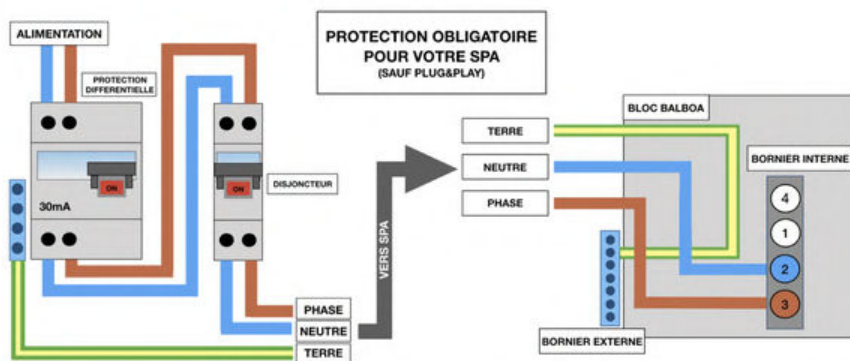 ALIMENTATION
PROTECTION
DIFFERENTIELLE
ON
30mA
ON
DISJONCTEUR
PHASE
NEUTRE
TERRE
PROTECTION OBLIGATOIRE
POUR VOTRE SPA
(SAUF PLUG&PLAY)
VERS SPA
TERRE
NEUTRE
PHASE
BLOC BALBOA
BORNIER INTERNE
4
1
2
3
BORNIER EXTERNE